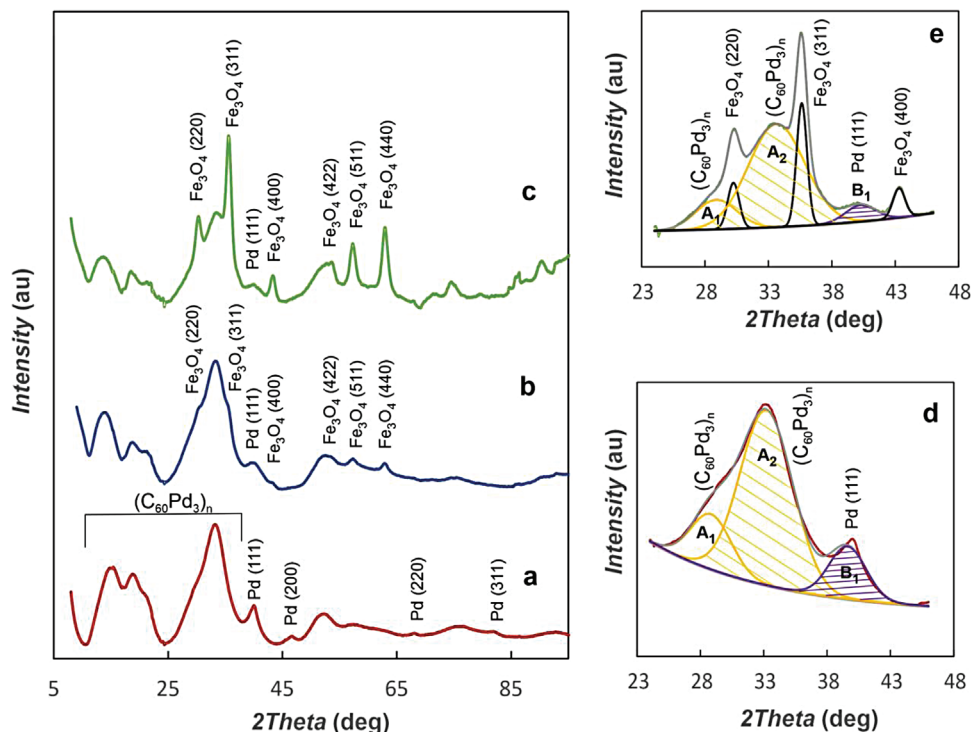 c
Fe₃O₄ (220)
Fe₃O₄ (311)
Pd (111)
Fe₃O₄ (400)
Fe₃O₄ (422)
Fe₃O₄ (511)
Fe₃O₄ (440)
b
Fe₃O₄ (220)
Fe₃O₄ (311)
Pd (111)
Fe₃O₄ (400)
Fe₃O₄ (422)
Fe₃O₄ (511)
Fe₃O₄ (440)
a
(C₆₀Pd₃)ₙ
Pd (111)
Pd (200)
Pd (220)
Pd (311)
Intensity (au)
Intensity (au)
5 25 45 65 85
2Theta (deg)
e
(C₆₀Pd₃)ₙ
Fe₃O₄ (220)
(C₆₀Pd₃)ₙ
Fe₃O₄ (311)
Pd (111)
Fe₃O₄ (400)
A₁
A₂
B₁
Intensity (au)
23 28 33 38 43 48
2Theta (deg)
d
(C₆₀Pd₃)ₙ
(C₆₀Pd₃)ₙ
Pd (111)
A₁
A₂
B₁
Intensity (au)
23 28 33 38 43 48
2Theta (deg)